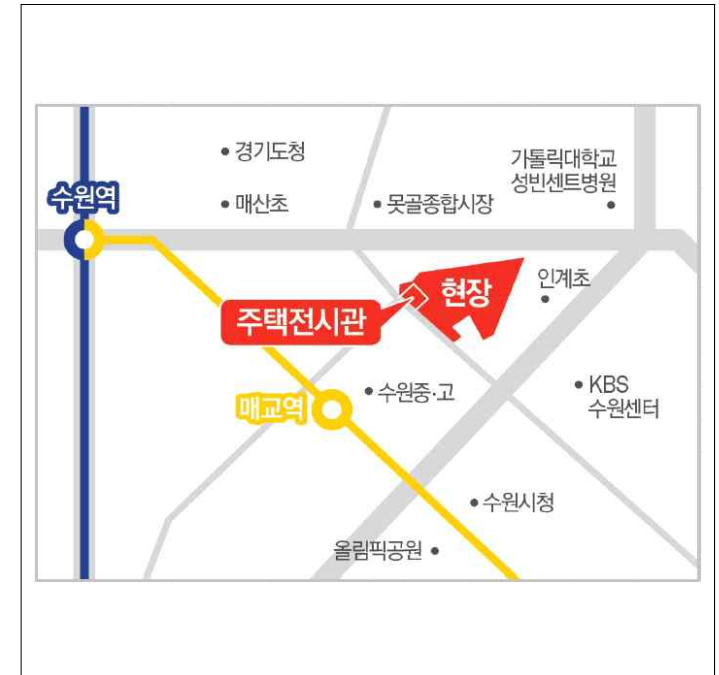 경기도청
가톨릭대학교
성빈센트병원
수원역
매산초
못골종합시장
현장
인계초
주택전시관
매교역
수원중·고
KBS
수원센터
수원시청
올림픽공원